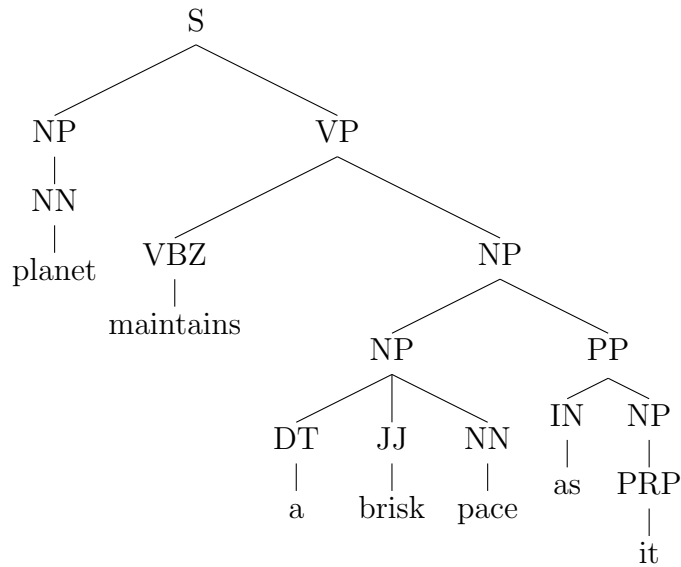 S
NP VP
NN
planet
VBZ NP
maintains
NP PP
IN NP
DT JJ NN
as PRP
a brisk pace
it